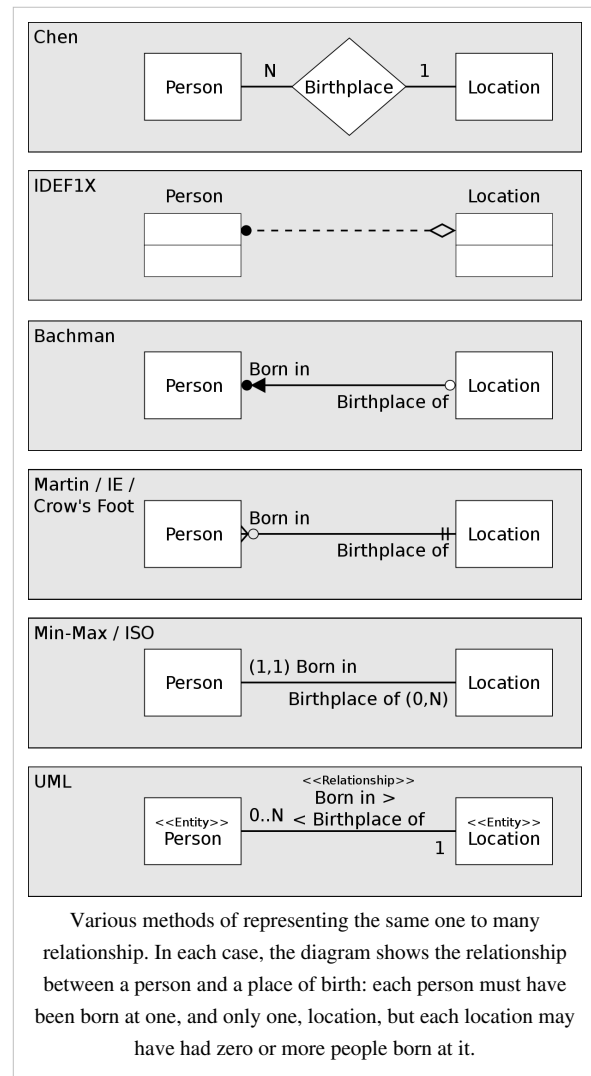 Chen
Person
N
Birthplace
1
Location
IDEF1X
Person
Location
Bachman
Person
Born in
Birthplace of
Location
Martin / IE /
Crow's Foot
Person
Born in
Birthplace of
Location
Min-Max / ISO
Person
(1,1) Born in
Birthplace of (0,N)
Location
UML
<<Entity>>
Person
0..N
<<Relationship>>
Born in >
< Birthplace of
1
<<Entity>>
Location
Various methods of representing the same one to many
relationship. In each case, the diagram shows the relationship
between a person and a place of birth: each person must have
been born at one, and only one, location, but each location may
have had zero or more people born at it.